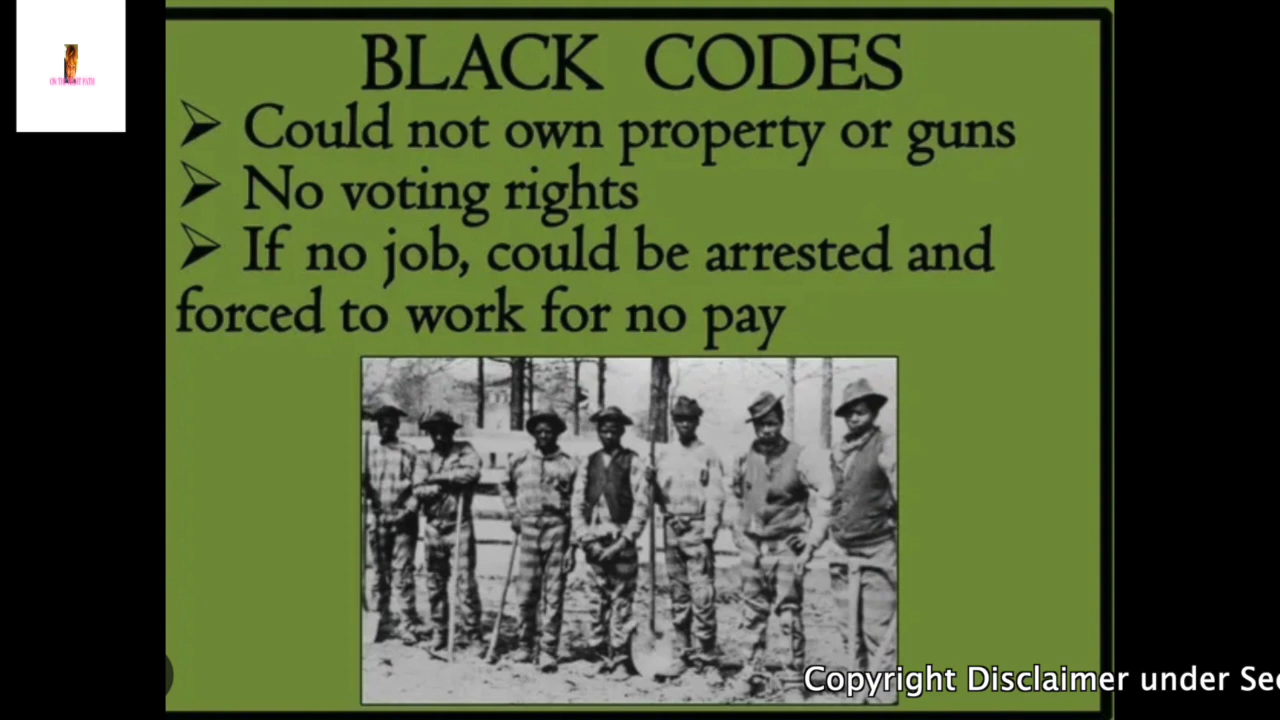 BLACK CODES
➢ Could not own property or guns
➢ No voting rights
➢ If no job, could be arrested and
forced to work for no pay
Copyright Disclaimer under Se